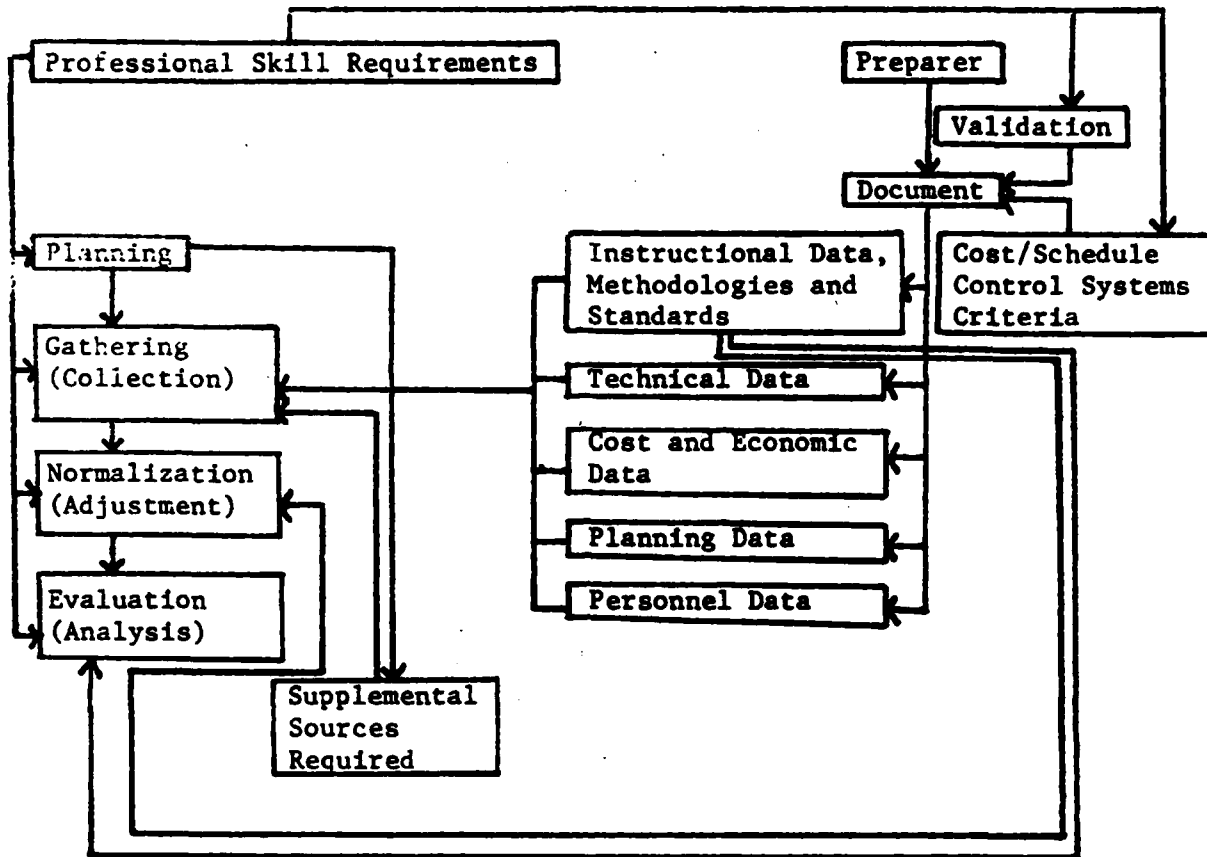 Professional Skill Requirements
Preparer
Validation
Document
Planning
Instructional Data,
Methodologies and
Standards
Cost/Schedule
Control Systems
Criteria
Gathering
(Collection)
Technical Data
Cost and Economic
Data
Normalization
(Adjustment)
Planning Data
Evaluation
(Analysis)
Personnel Data
Supplemental
Sources
Required